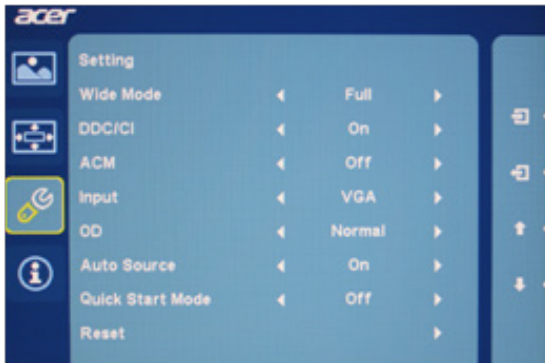 acer
Setting
Wide Mode Full
DDC/CI On
ACM Off
Input VGA
OD Normal
Auto Source On
Quick Start Mode Off
Reset